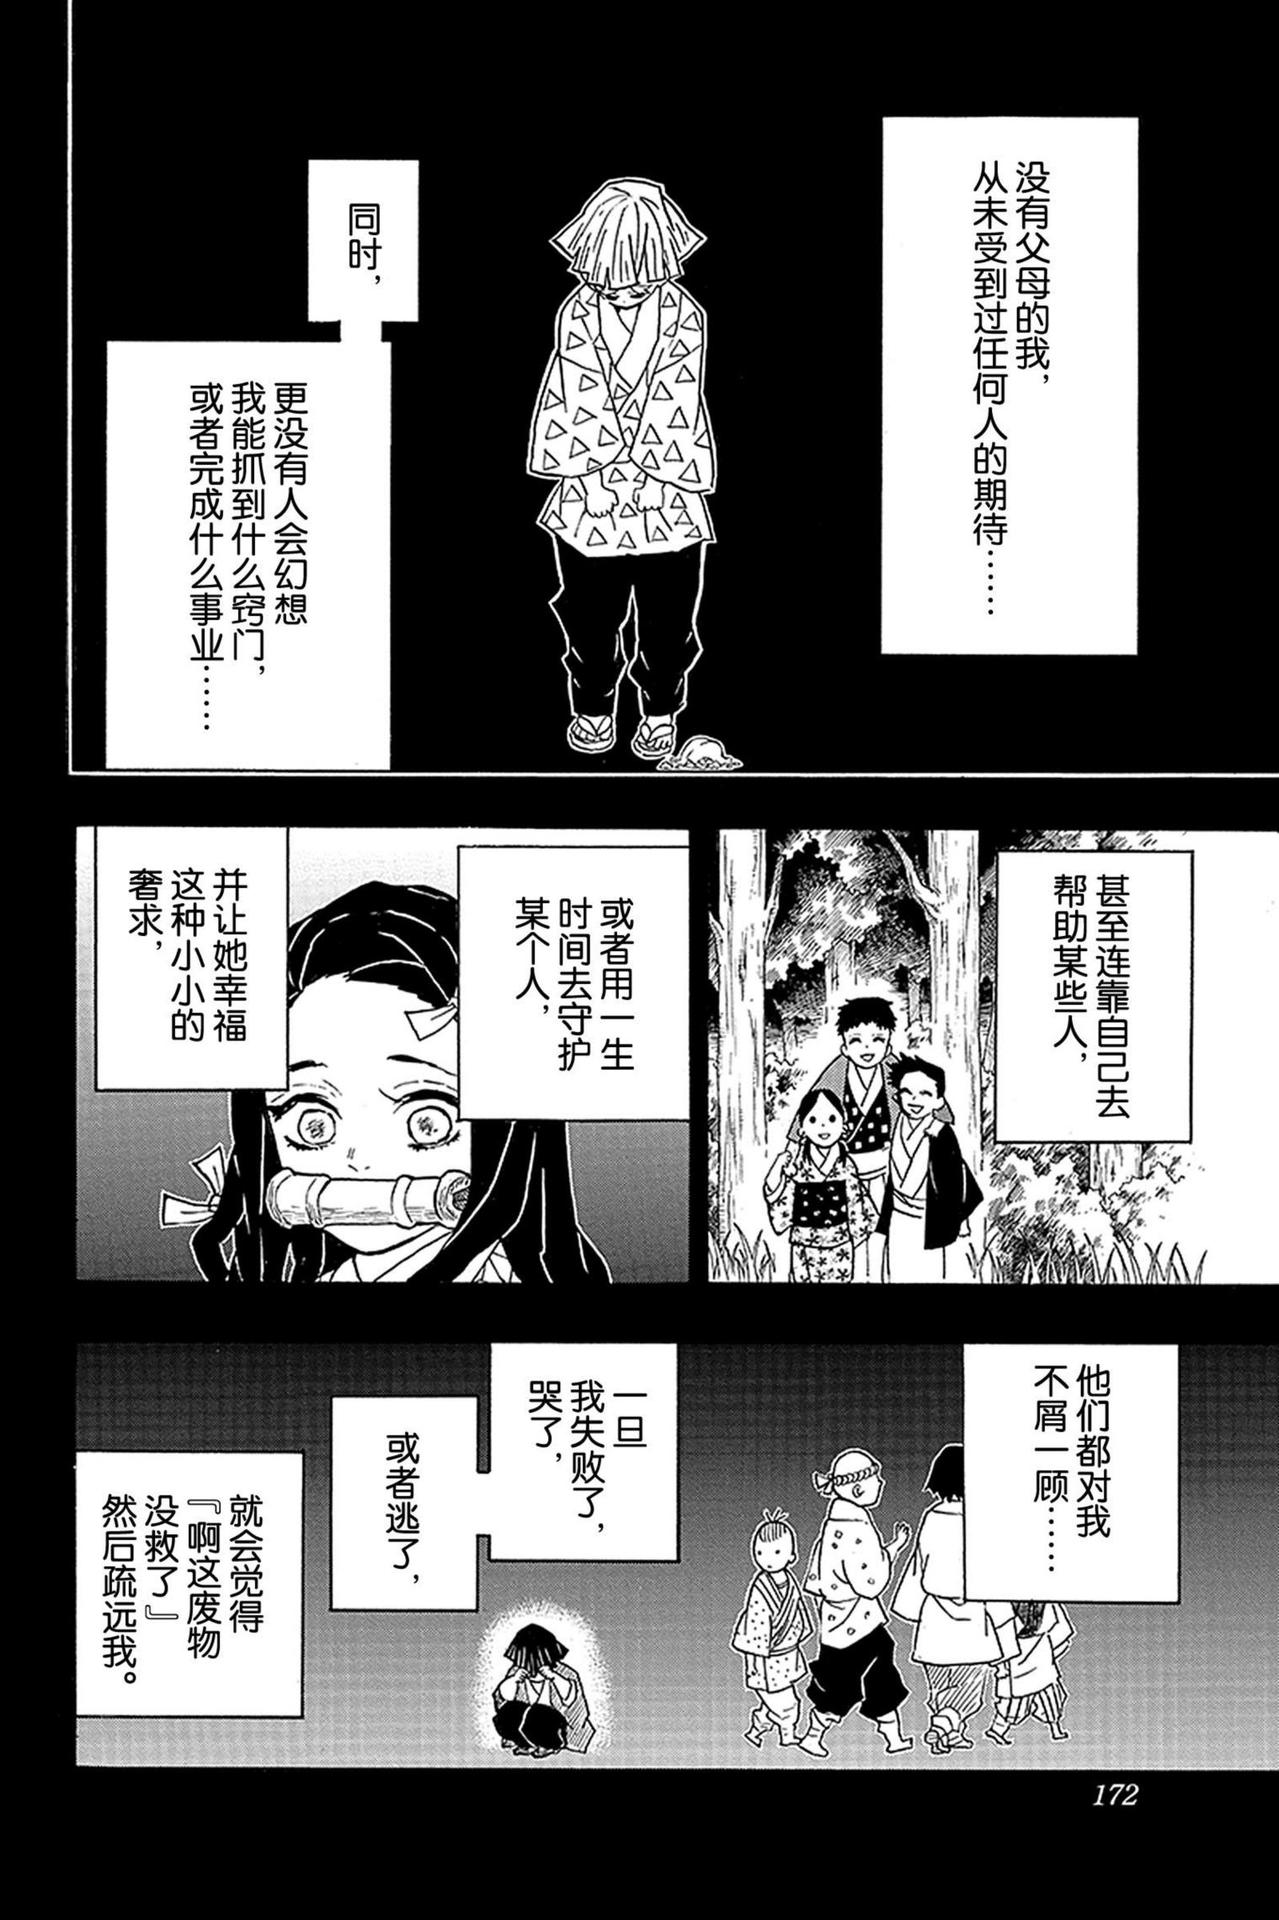 没有父母的我，
从未受到过任何人的期待……
同时，
更没有人会幻想
我能抓到什么窍门，
或者完成什么事业……
甚至连靠自己去
帮助某些人，
或者用一生
时间去守护
某个人，
并让她幸福
这种小小的
奢求，
他们都对我
不屑一顾……
一旦
我失败了，
哭了，
或者逃了，
就会觉得
『啊这废物
没救了』
然后疏远我。
172